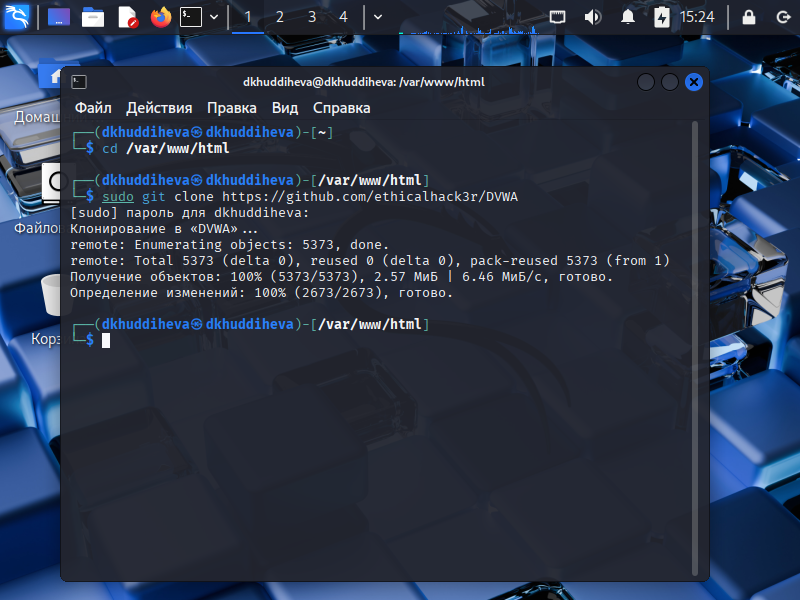 1 2 3 4 15:24
dkhuddiheva@dkhuddiheva: /var/www/html
Файл Действия Правка Вид Справка
Домаш
Файло
Корз
┌──(dkhuddiheva㉿dkhuddiheva)-[~]
└─$ cd /var/www/html
┌──(dkhuddiheva㉿dkhuddiheva)-[/var/www/html]
└─$ sudo git clone https://github.com/ethicalhack3r/DVWA
[sudo] пароль для dkhuddiheva:
Клонирование в «DVWA»...
remote: Enumerating objects: 5373, done.
remote: Total 5373 (delta 0), reused 0 (delta 0), pack-reused 5373 (from 1)
Получение объектов: 100% (5373/5373), 2.57 МиБ | 6.46 МиБ/с, готово.
Определение изменений: 100% (2673/2673), готово.
┌──(dkhuddiheva㉿dkhuddiheva)-[/var/www/html]
└─$